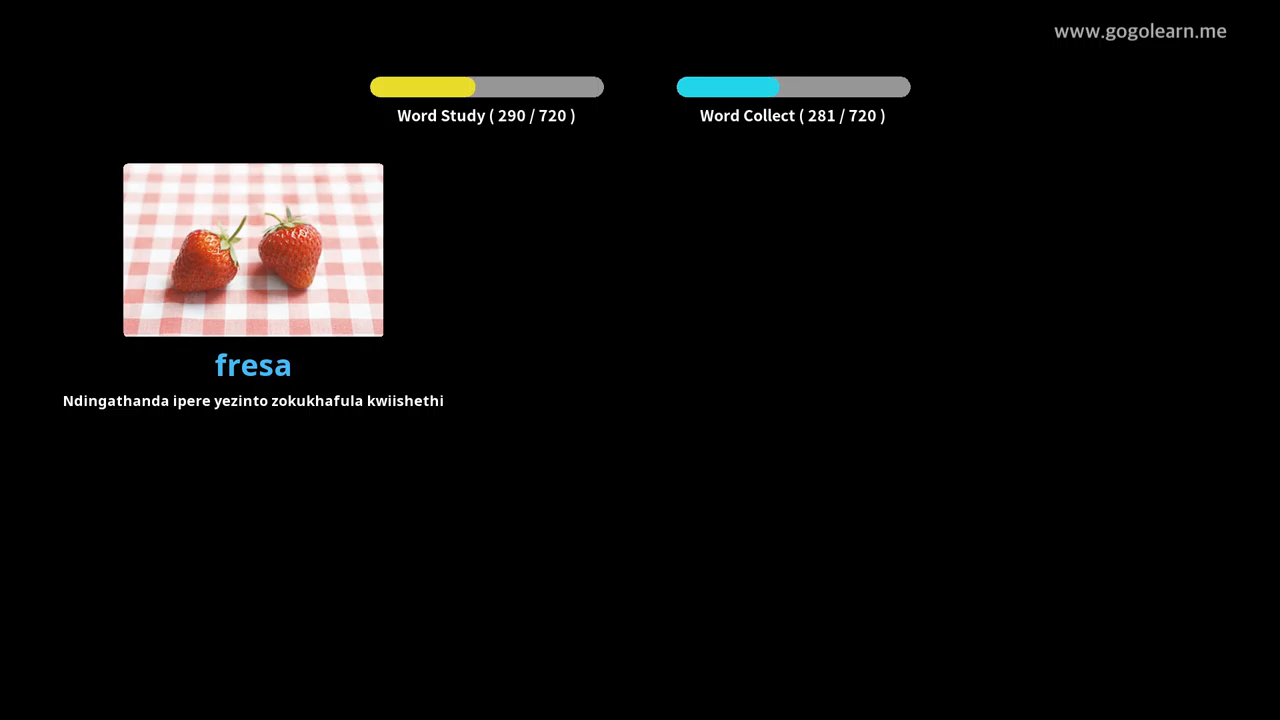 www.gogolearn.me
Word Study ( 290 / 720 )
Word Collect ( 281 / 720 )
fresa
Ndingathanda ipere yezinto zokukhafula kwiishethi